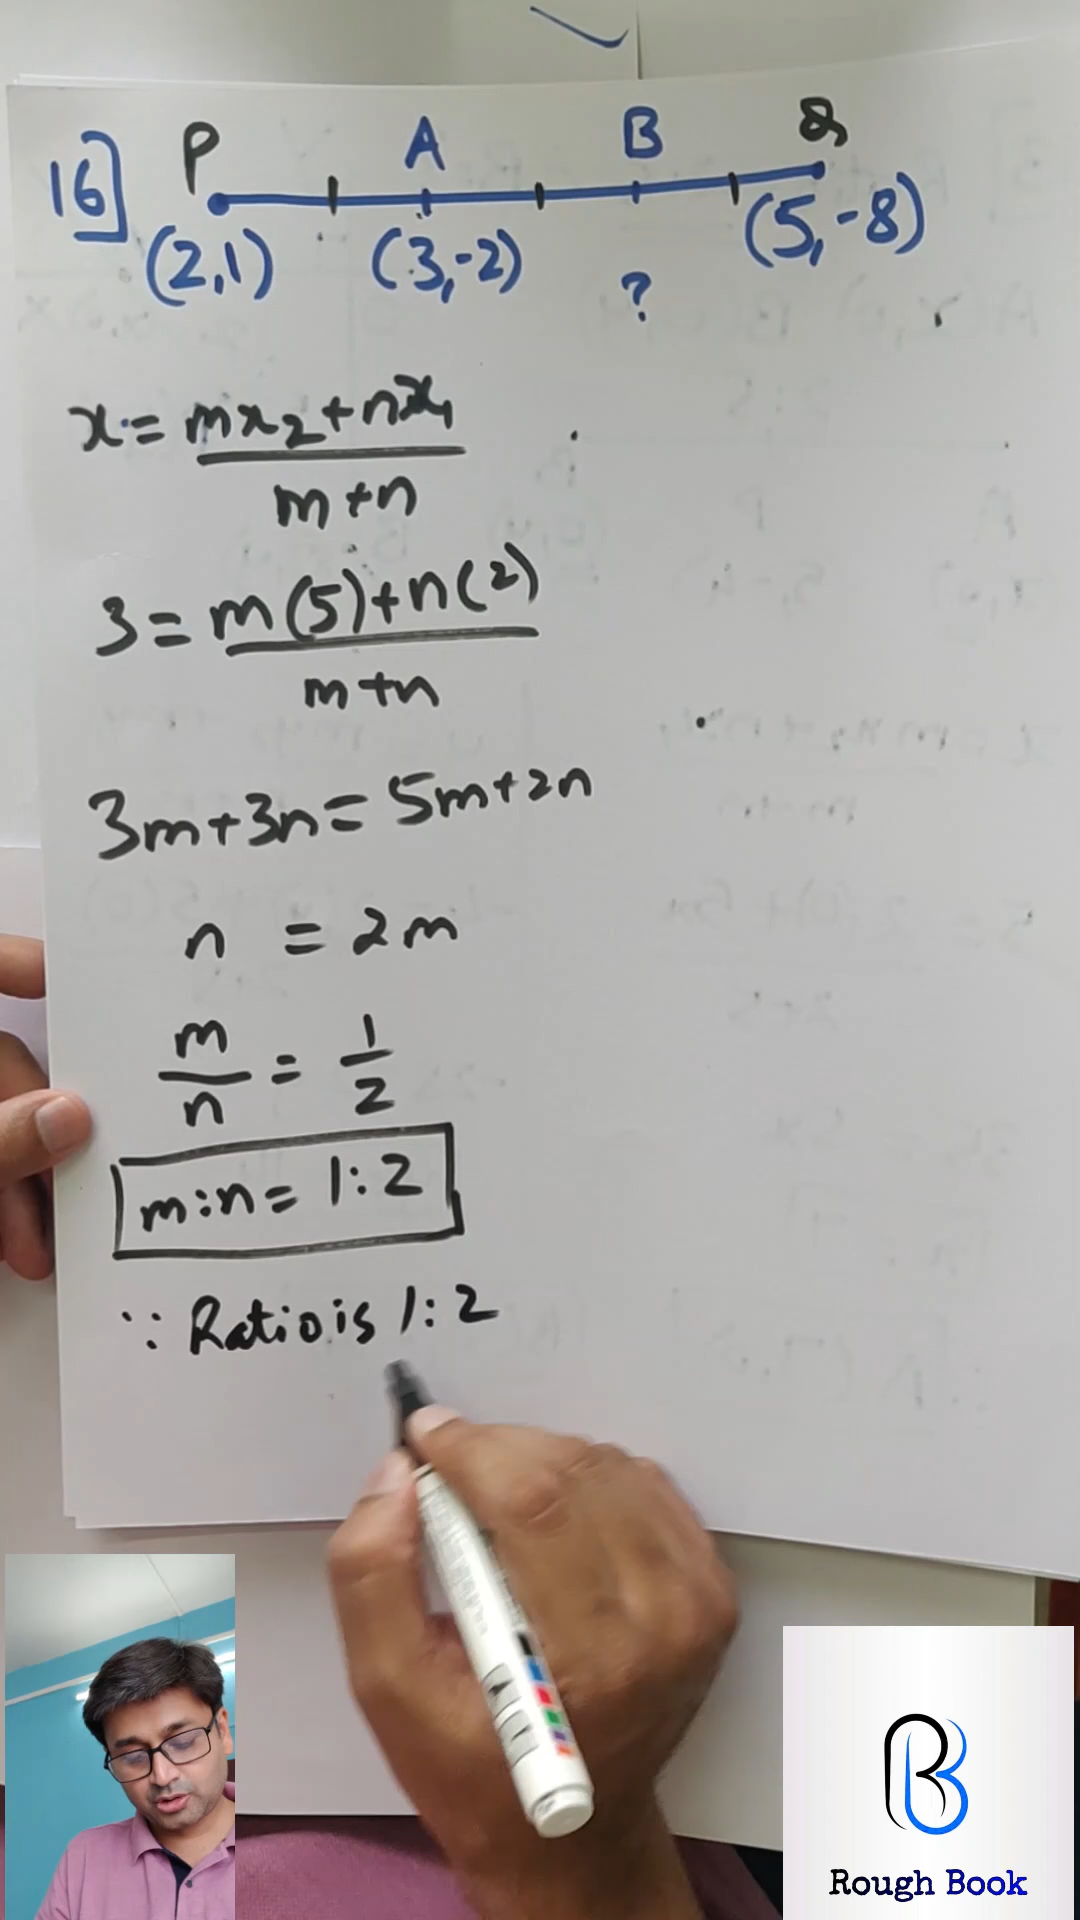 16] P A B Q
(2,1) (3,-2) ? (5,-8)
x = mx₂+nx₁
m+n
3 = m(5)+n(2)
m+n
3m+3n = 5m+2n
n = 2m
m/n = 1/2
m:n = 1:2
∵ Ratio is 1:2
B
Rough Book